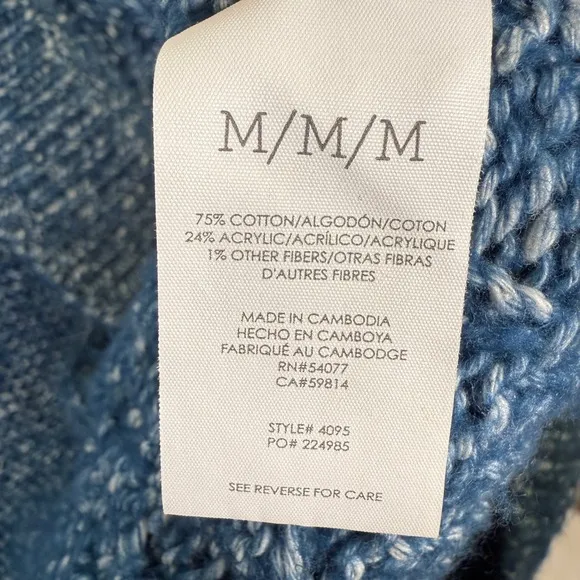 M/M/M
75% COTTON/ALGODÓN/COTON
24% ACRYLIC/ACRÍLICO/ACRYLIQUE
1% OTHER FIBERS/OTRAS FIBRAS
D'AUTRES FIBRES
MADE IN CAMBODIA
HECHO EN CAMBOYA
FABRIQUÉ AU CAMBODGE
RN#54077
CA#59814
STYLE# 4095
PO# 224985
SEE REVERSE FOR CARE